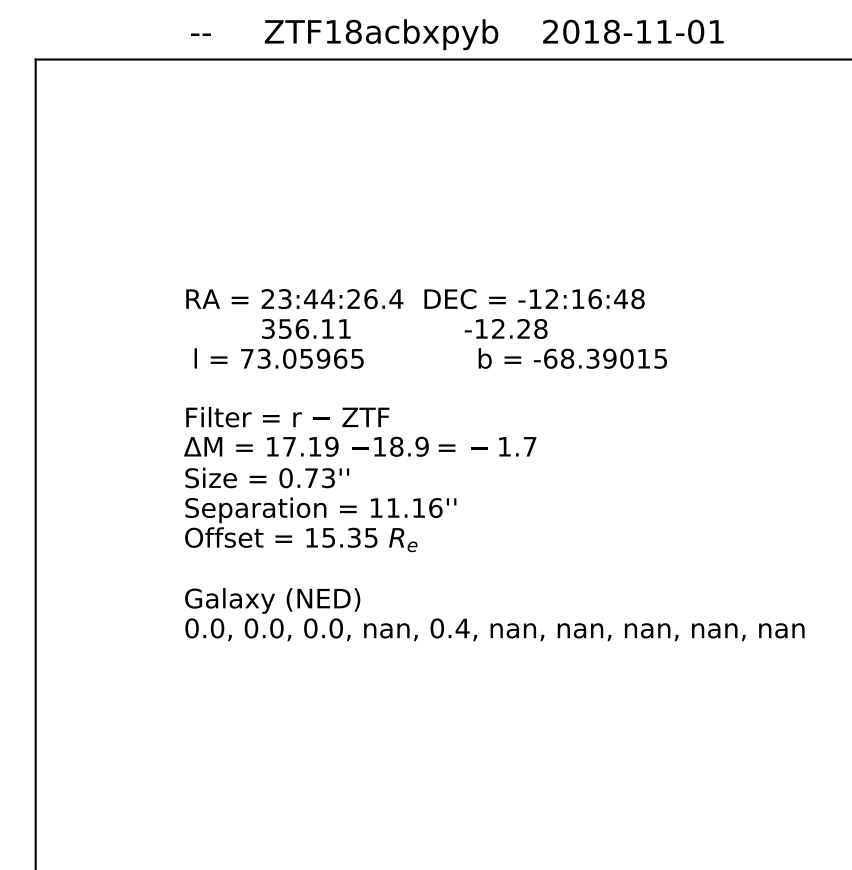 -- ZTF18acbxpyb 2018-11-01
RA = 23:44:26.4 DEC = -12:16:48
356.11 -12.28
l = 73.05965 b = -68.39015
Filter = r − ZTF
ΔM = 17.19 −18.9 = − 1.7
Size = 0.73''
Separation = 11.16''
Offset = 15.35 Re
Galaxy (NED)
0.0, 0.0, 0.0, nan, 0.4, nan, nan, nan, nan, nan